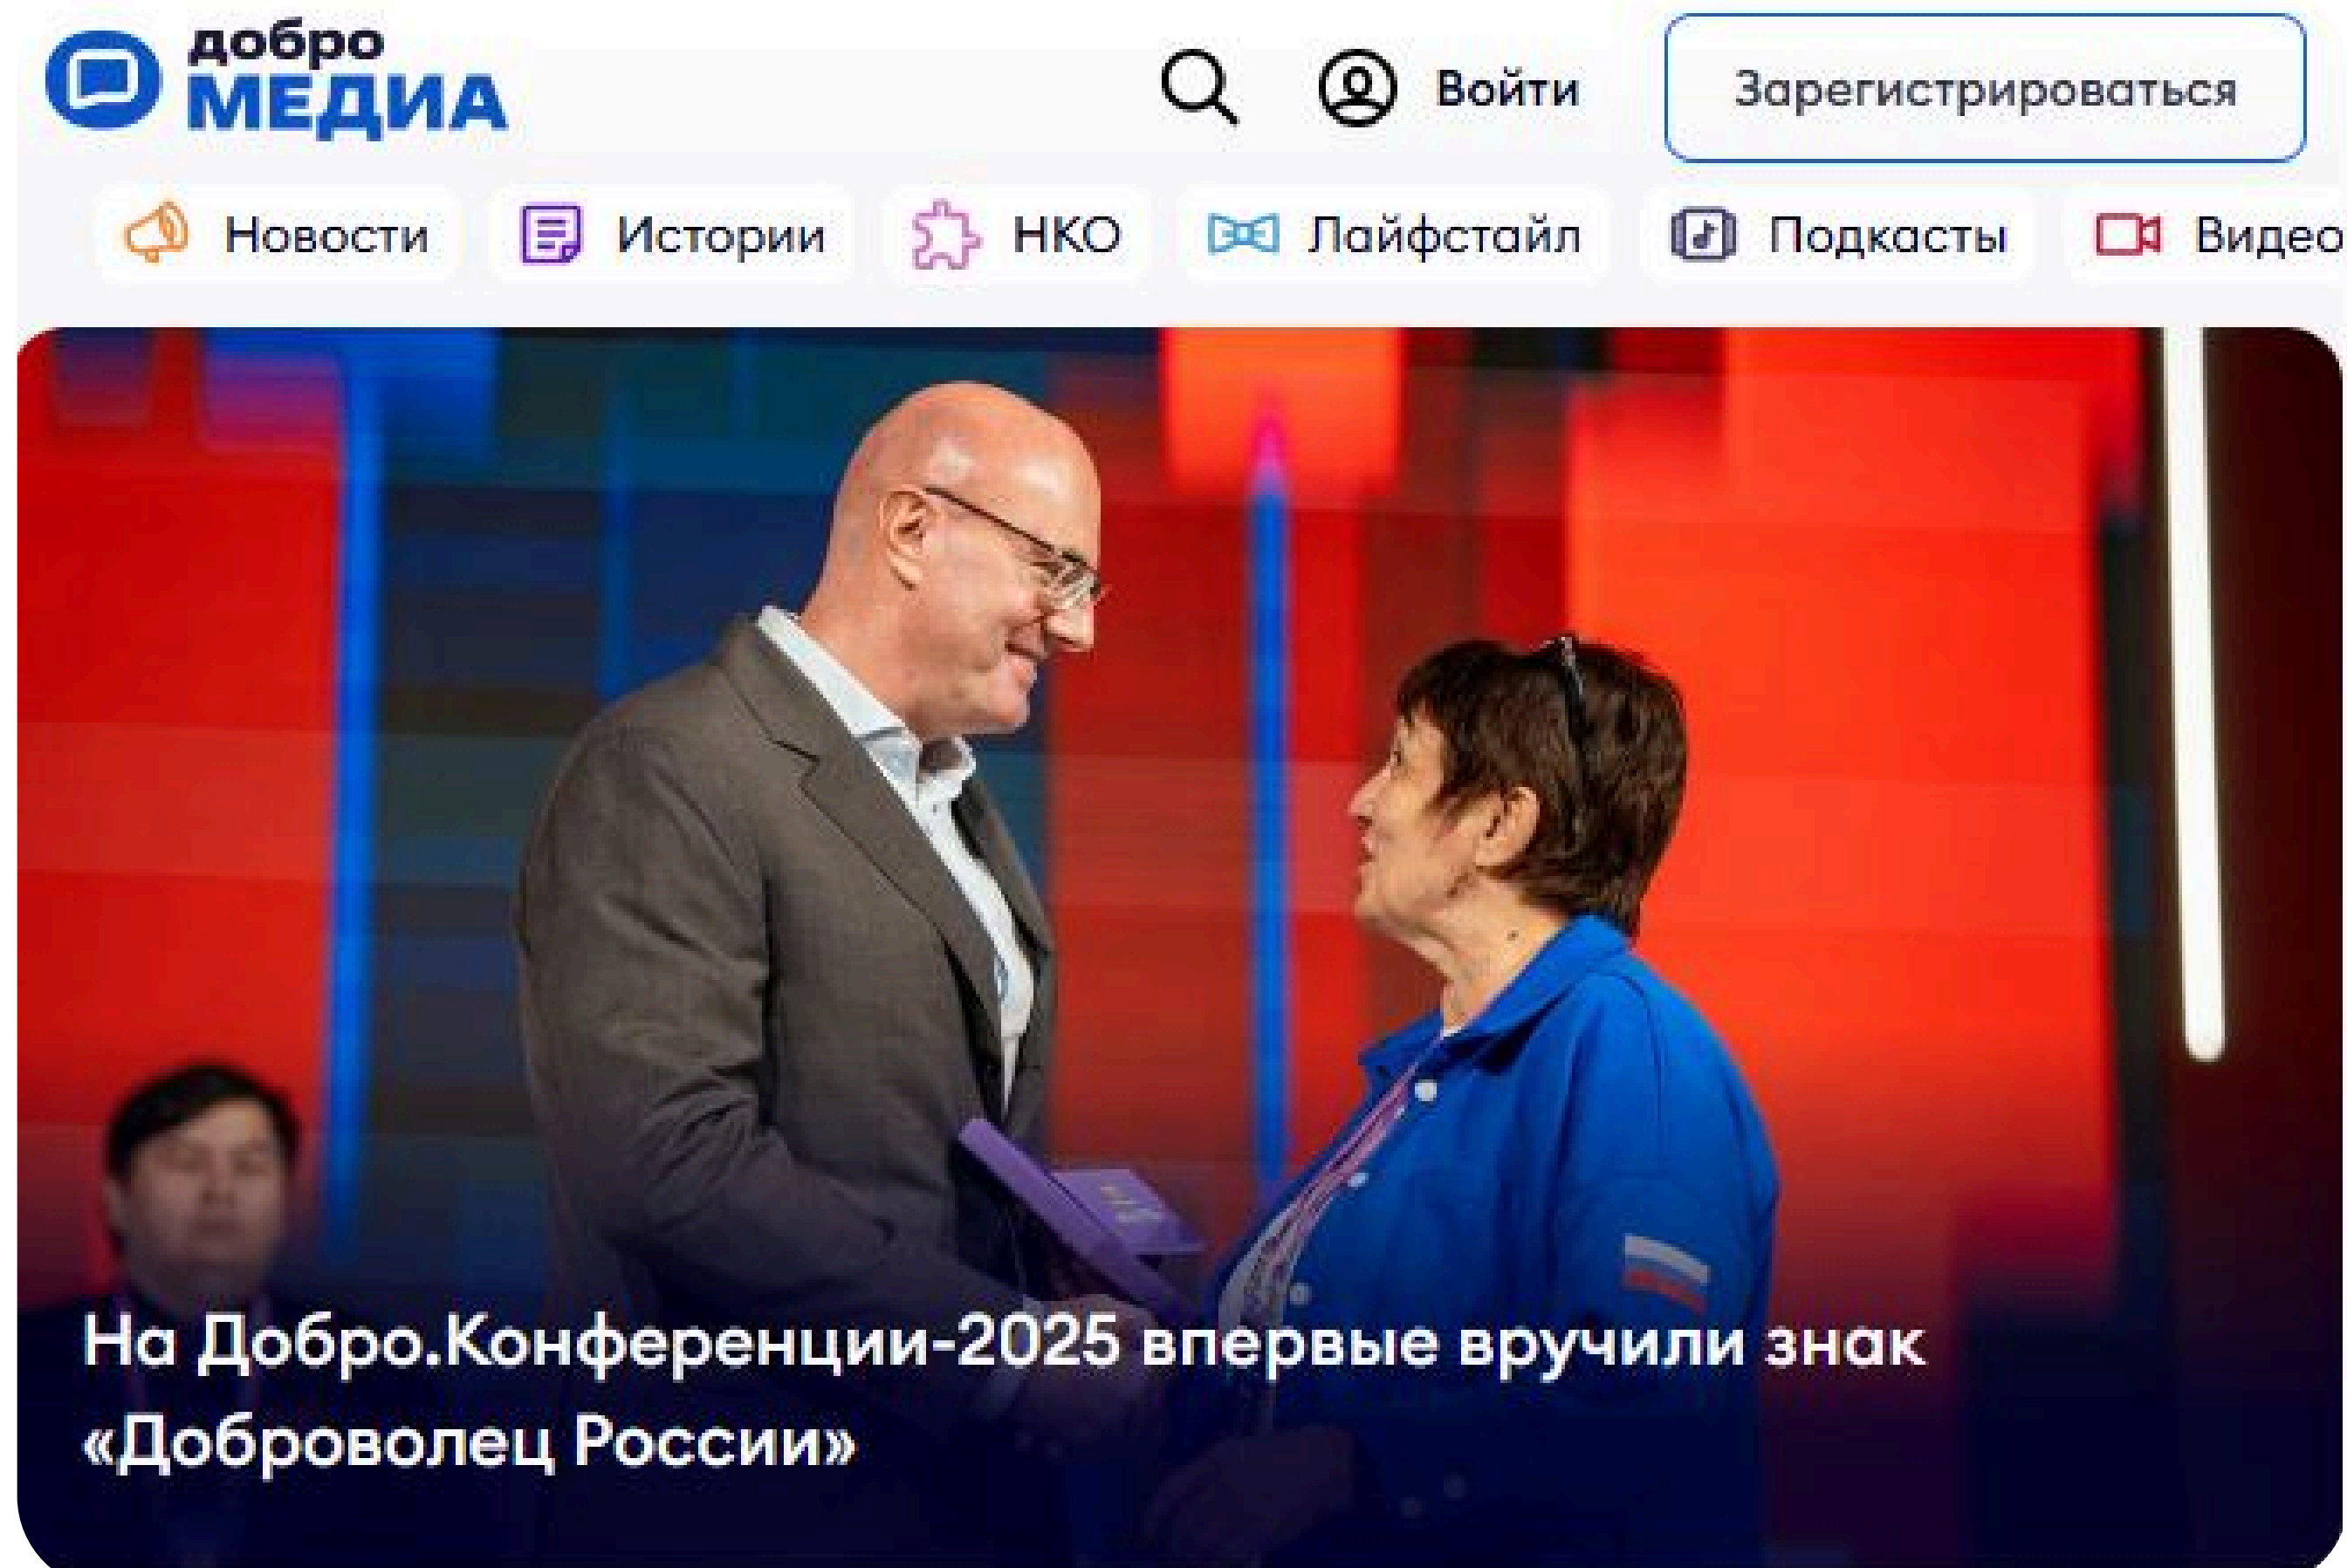 добро
МЕДИА
Войти
Зарегистрироваться
Новости
Истории
НКО
Лайфстайл
Подкасты
Видео
На Добро.Конференции-2025 впервые вручили знак
«Доброволец России»